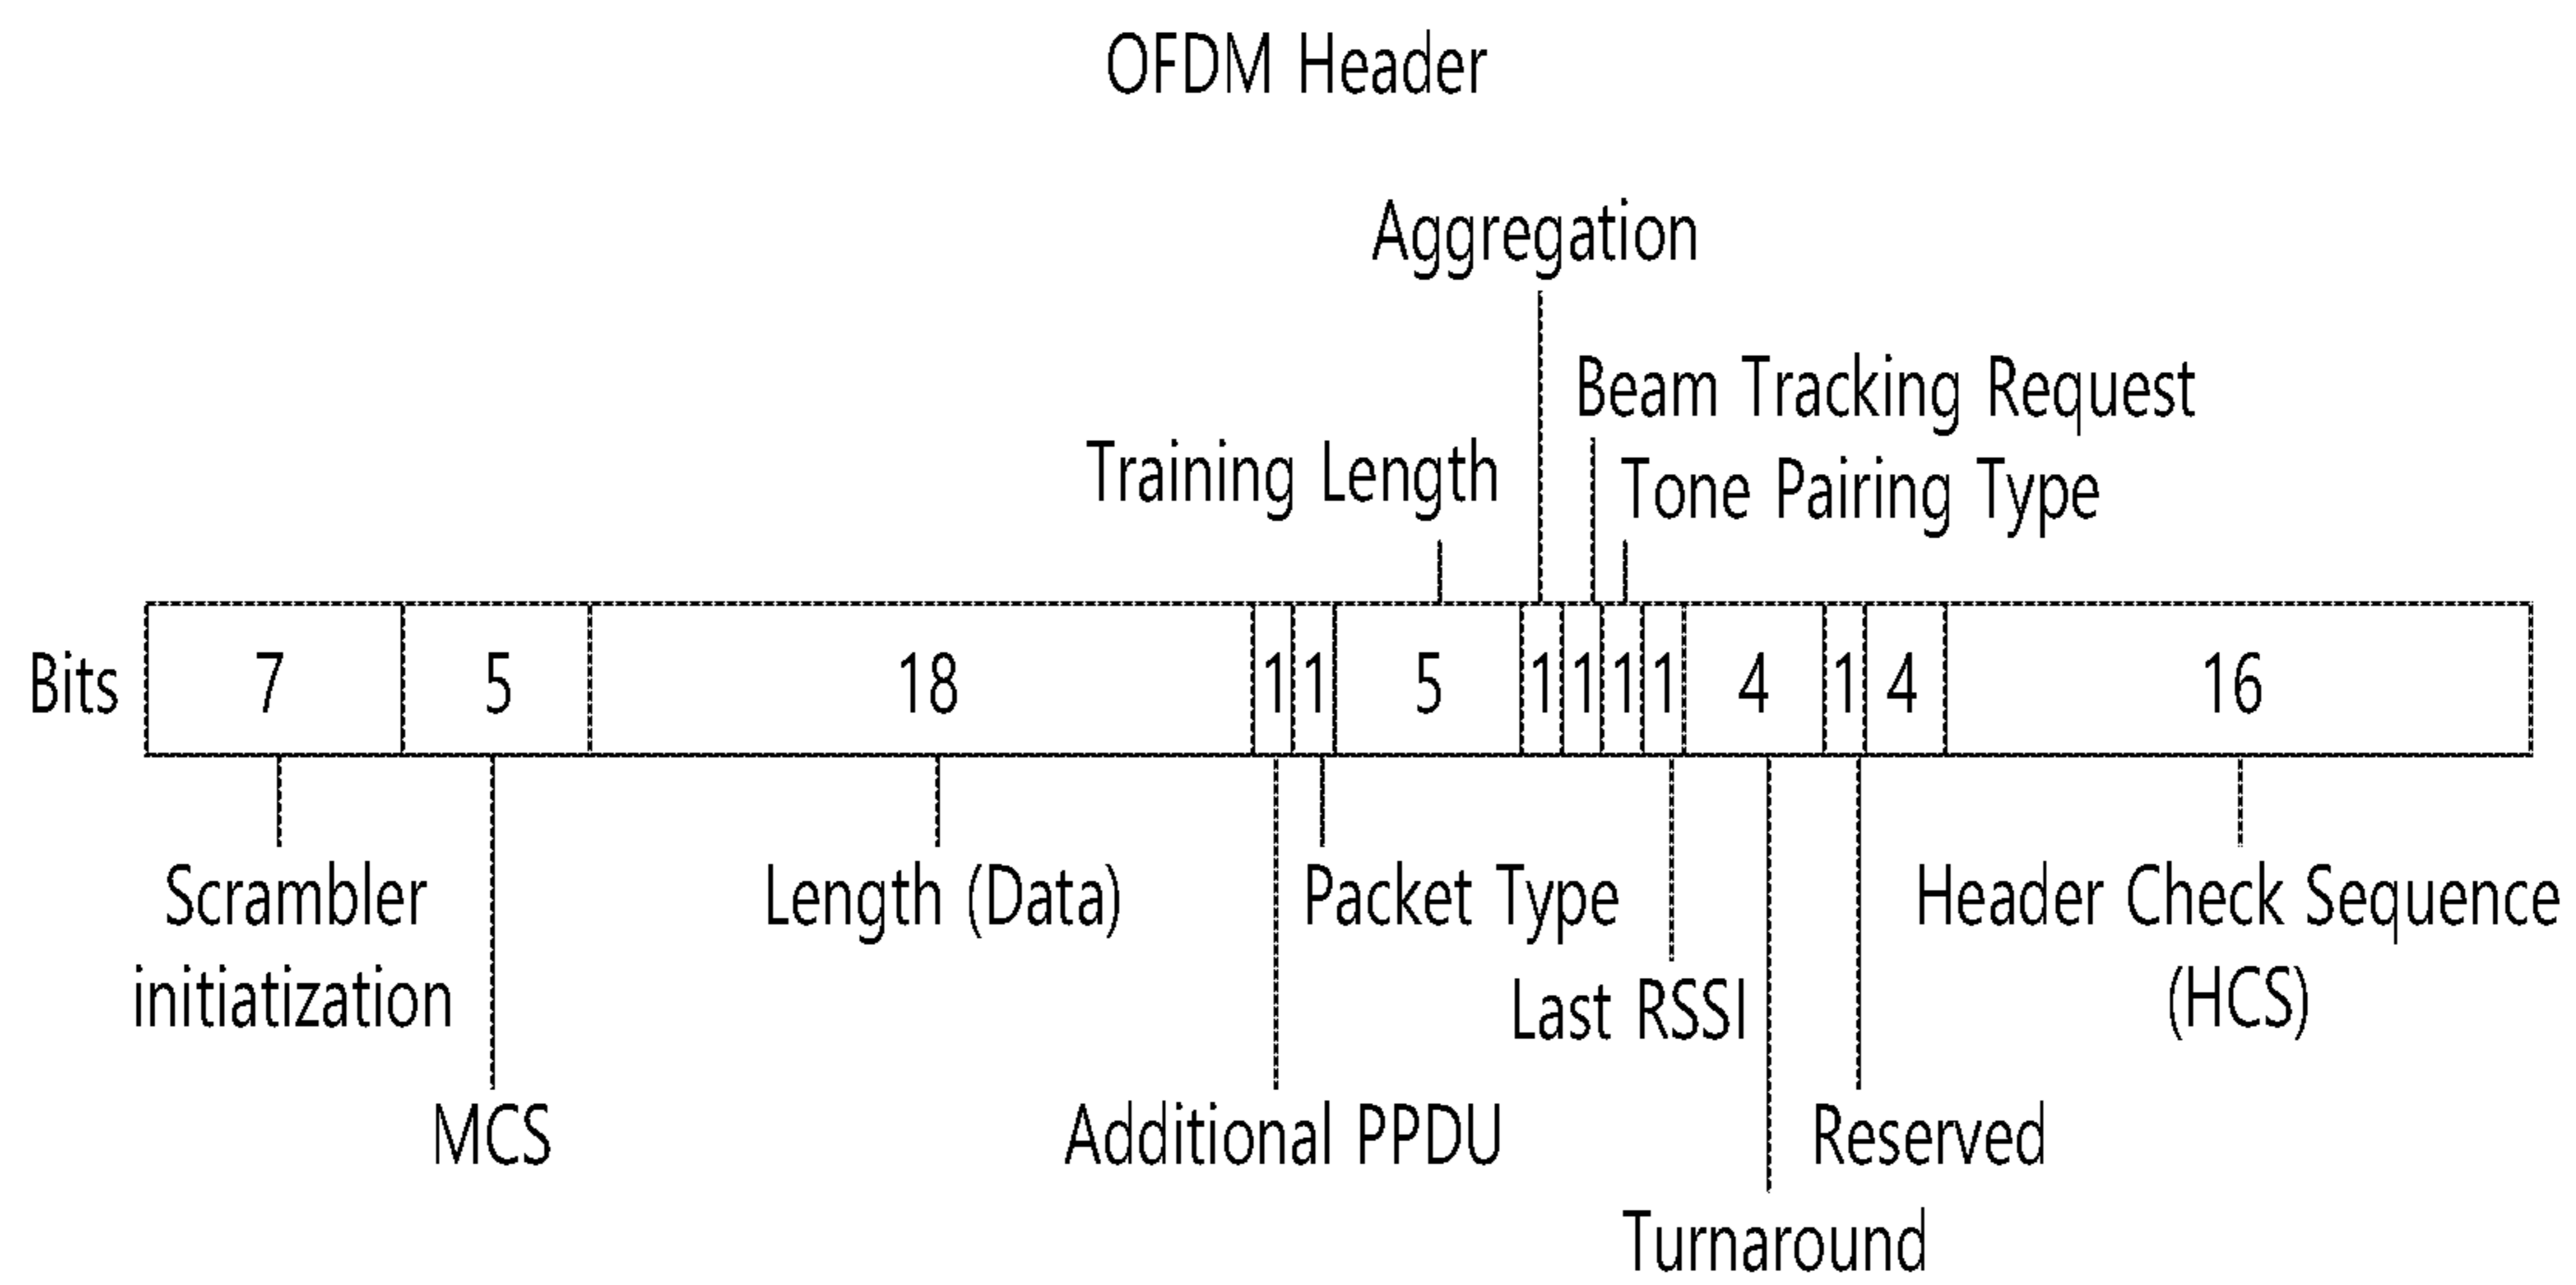 OFDM Header
Aggregation
Beam Tracking Request
Training Length
Tone Pairing Type
Bits 7 5 18 1 1 5 1 1 1 1 4 1 4 16
Scrambler
initiatization
MCS
Length (Data)
Additional PPDU
Packet Type
Last RSSI
Turnaround
Reserved
Header Check Sequence
(HCS)